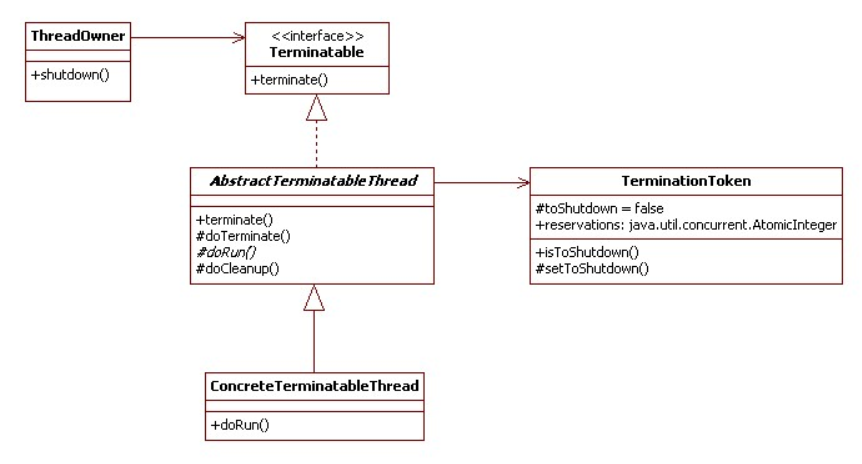 ThreadOwner
+shutdown()
<<interface>>
Terminatable
+terminate()
AbstractTerminatableThread
+terminate()
#doTerminate()
#doRun()
#doCleanup()
TerminationToken
#toShutdown = false
+reservations: java.util.concurrent.AtomicInteger
+isToShutdown()
#setToShutdown()
ConcreteTerminatableThread
+doRun()